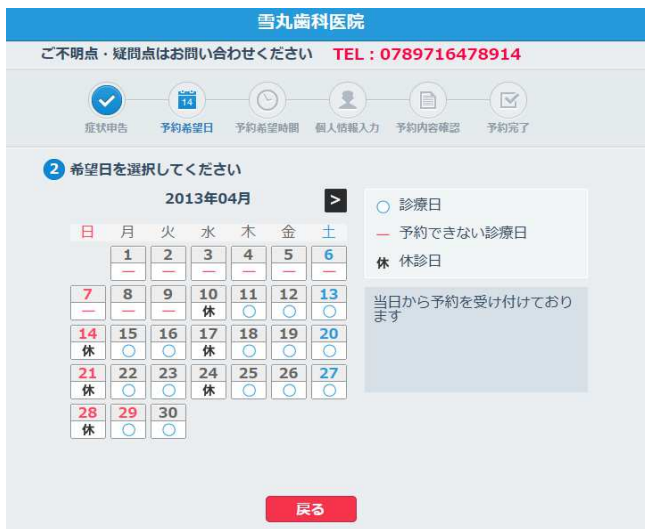 雪丸歯科医院
ご不明点・疑問点はお問い合わせください TEL：0789716478914
14
症状申告 予約希望日 予約希望時間 個人情報入力 予約内容確認 予約完了
2 希望日を選択してください
2013年04月 >
○ 診療日
— 予約できない診療日
休 休診日
当日から予約を受け付けており
ます
日 月 火 水 木 金 土
1 2 3 4 5 6
— — — — — —
7 8 9 10 11 12 13
— — — 休 ○ ○ ○
14 15 16 17 18 19 20
休 ○ ○ 休 ○ ○ ○
21 22 23 24 25 26 27
休 ○ ○ 休 ○ ○ ○
28 29 30
休 ○ ○
戻る